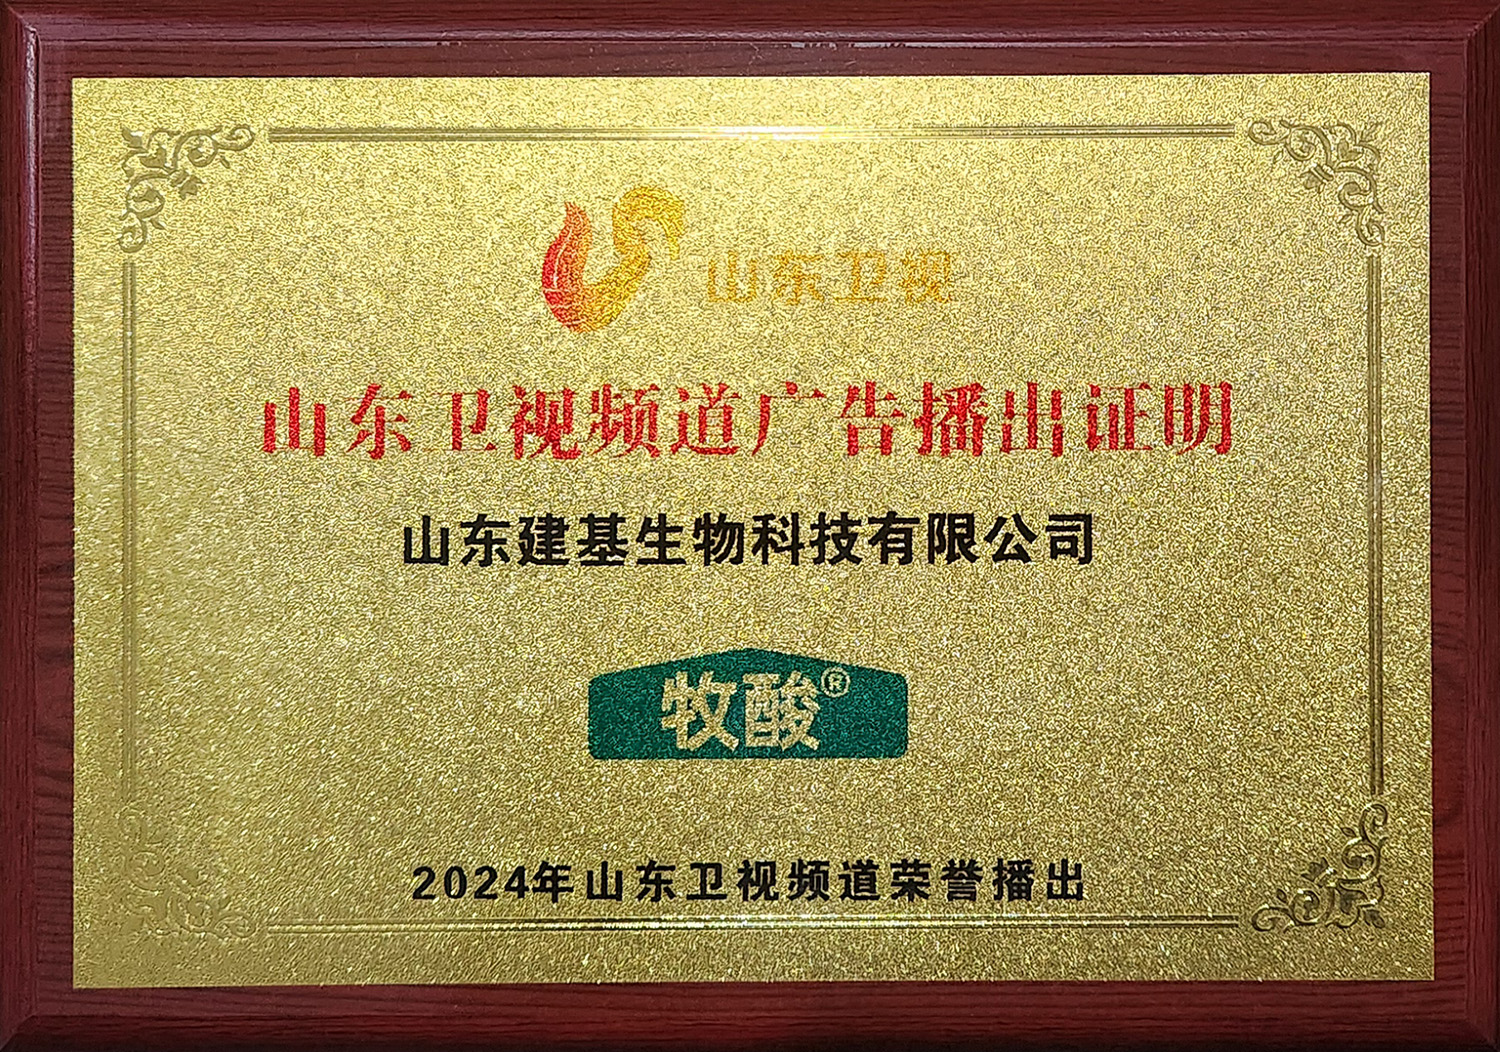 山东卫视
山东卫视频道广告播出证明
山东建基生物科技有限公司
牧酸®
2024年山东卫视频道荣誉播出